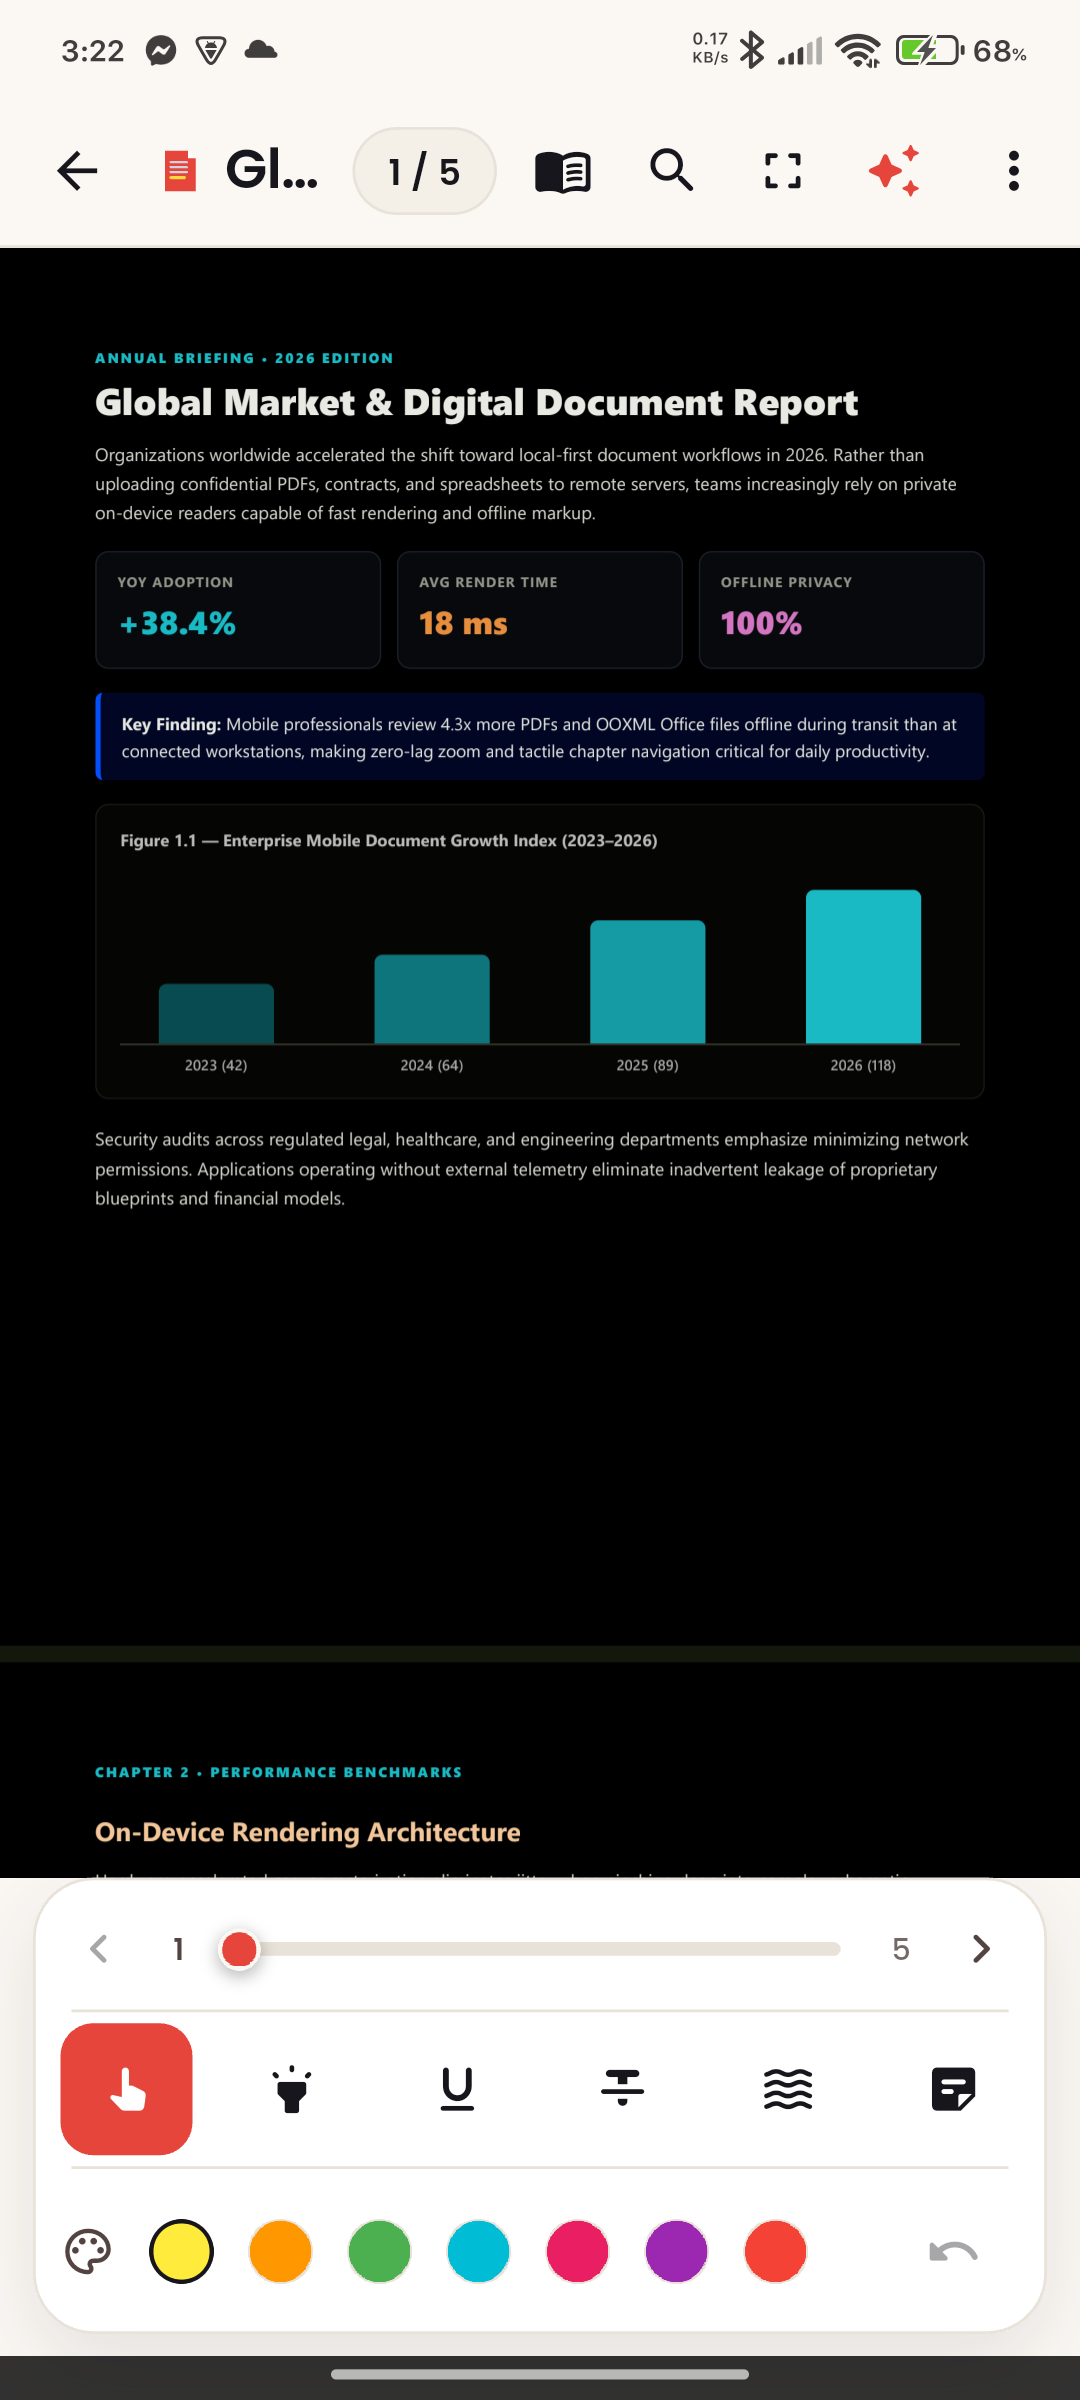 3:22
0.17
KB/s
68%
Gl...
1 / 5
ANNUAL BRIEFING • 2026 EDITION
Global Market & Digital Document Report
Organizations worldwide accelerated the shift toward local-first document workflows in 2026. Rather than
uploading confidential PDFs, contracts, and spreadsheets to remote servers, teams increasingly rely on private
on-device readers capable of fast rendering and offline markup.
YOY ADOPTION
+38.4%
AVG RENDER TIME
18 ms
OFFLINE PRIVACY
100%
Key Finding: Mobile professionals review 4.3x more PDFs and OOXML Office files offline during transit than at
connected workstations, making zero-lag zoom and tactile chapter navigation critical for daily productivity.
Figure 1.1 — Enterprise Mobile Document Growth Index (2023–2026)
2023 (42)
2024 (64)
2025 (89)
2026 (118)
Security audits across regulated legal, healthcare, and engineering departments emphasize minimizing network
permissions. Applications operating without external telemetry eliminate inadvertent leakage of proprietary
blueprints and financial models.
CHAPTER 2 • PERFORMANCE BENCHMARKS
On-Device Rendering Architecture
1
5